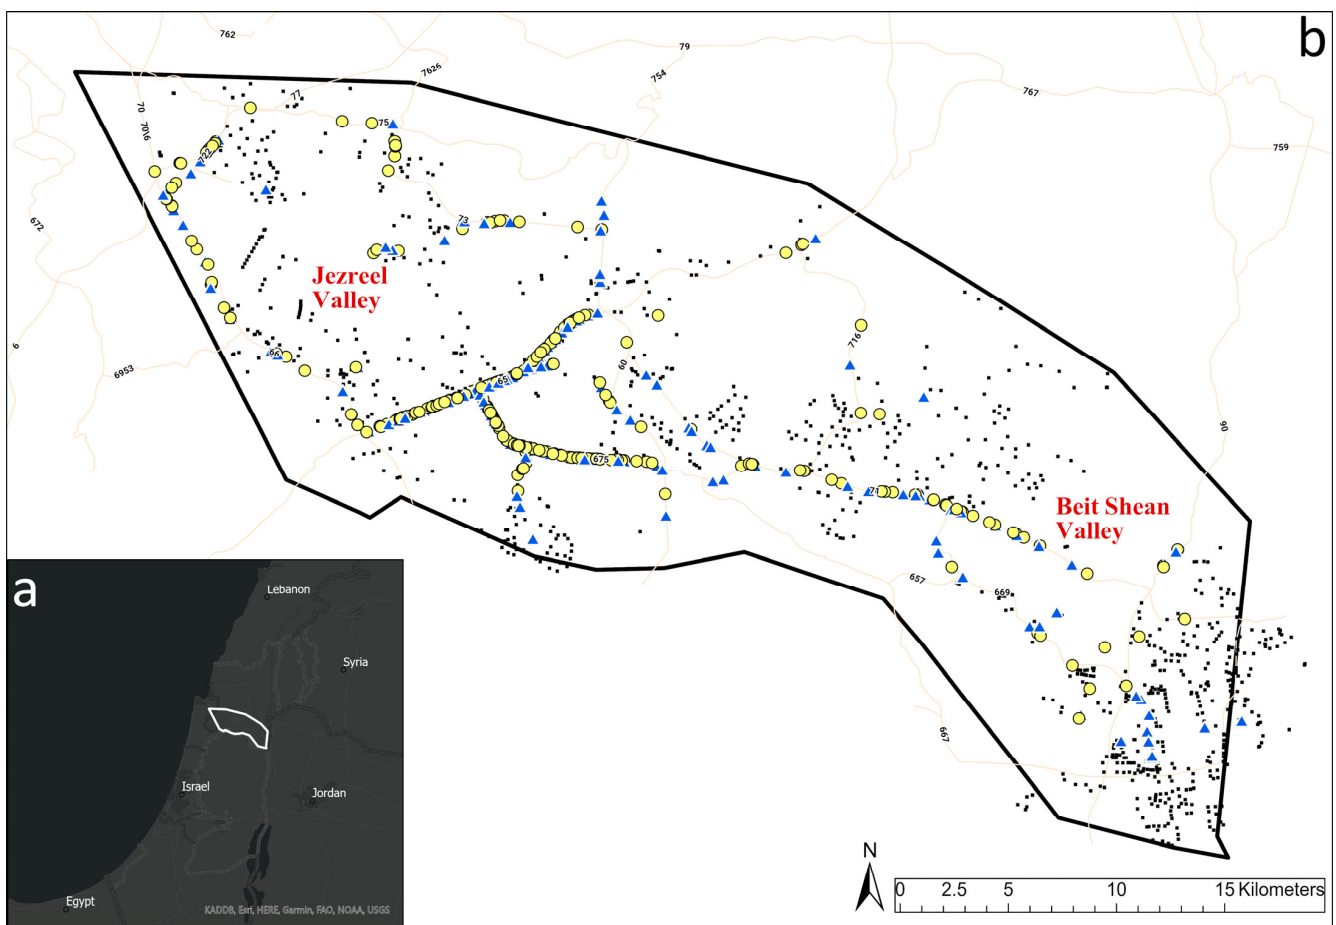 b
762
79
7626
754
77
767
70
7016
75
722
759
672
73
Jezreel
Valley
6
716
66
6953
60
65
90
675
71
Beit Shean
Valley
657
669
667
a
Lebanon
Syria
Israel
Jordan
Egypt
KADDB, Esri, HERE, Garmin, FAO, NOAA, USGS
N
0 2.5 5 10 15 Kilometers